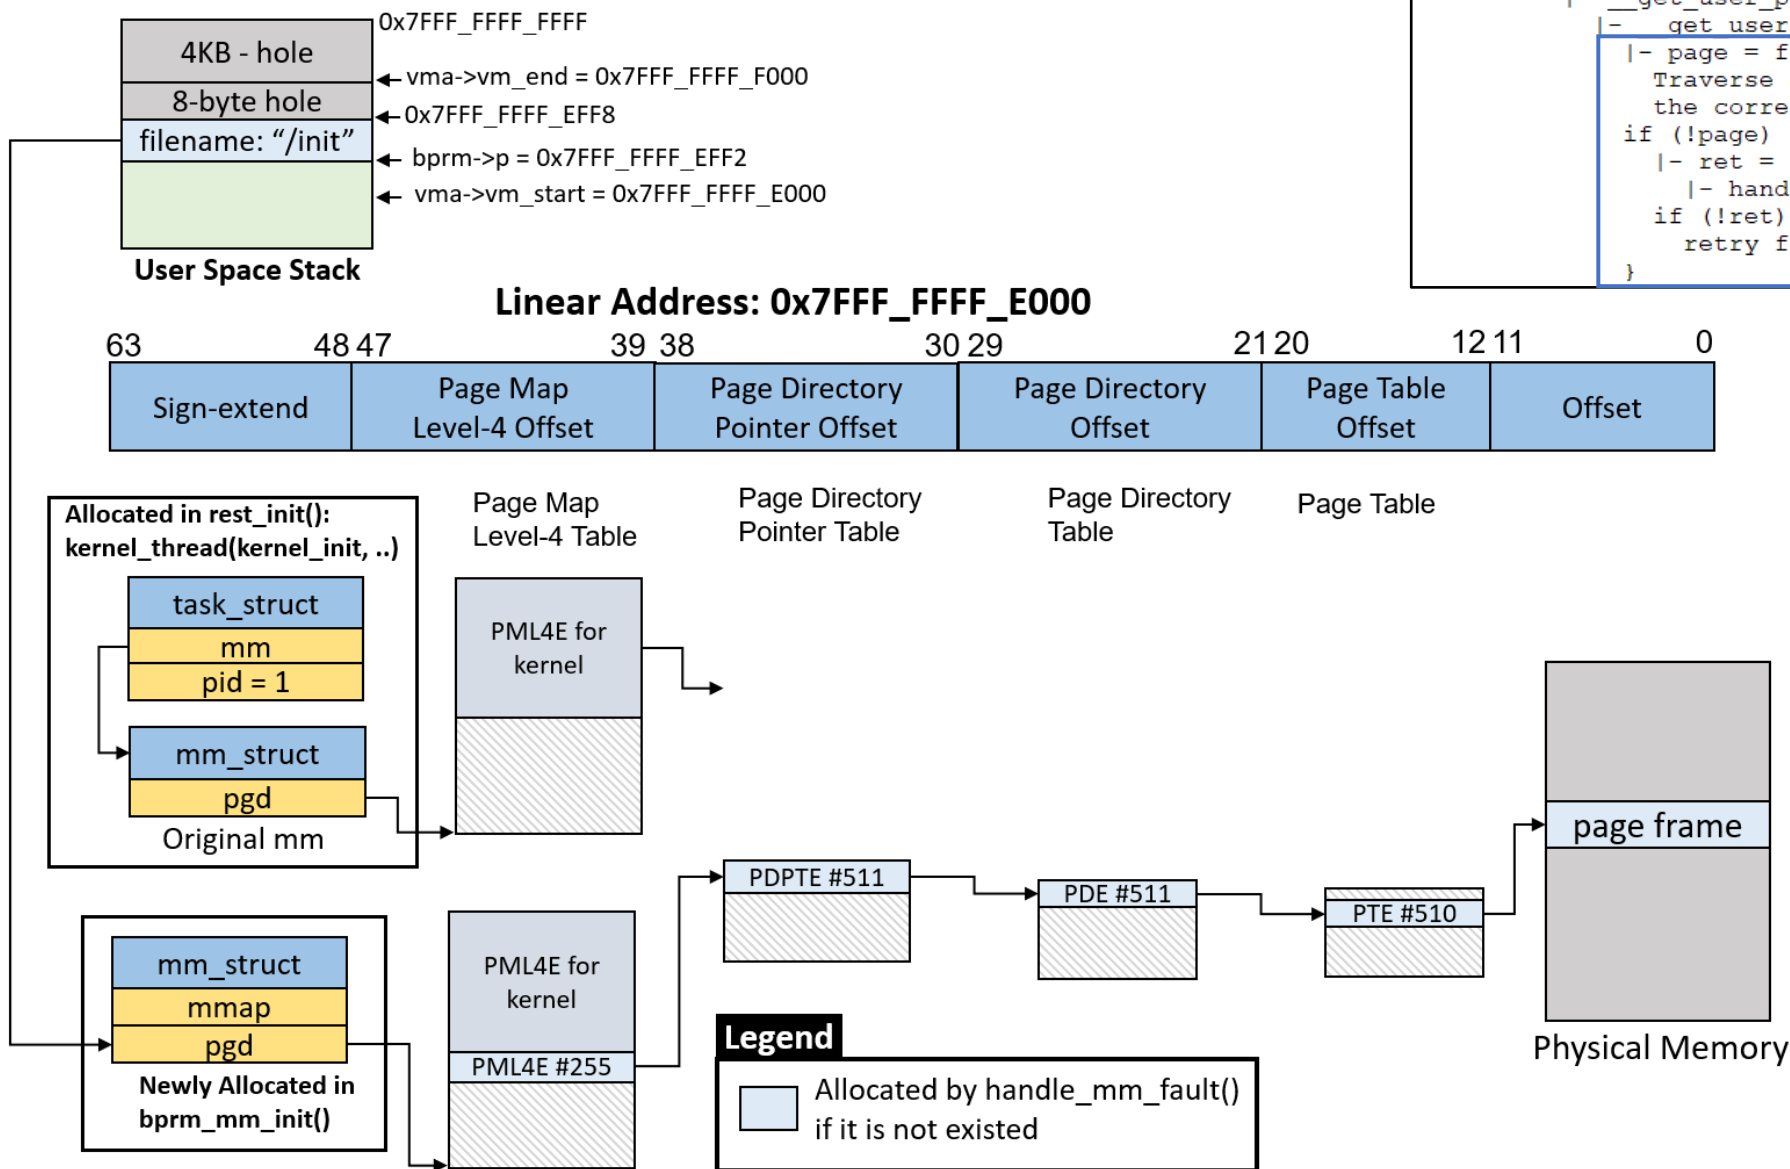 0x7FFF_FFFF_FFFF
4KB - hole
vma->vm_end = 0x7FFF_FFFF_F000
8-byte hole
0x7FFF_FFFF_EFF8
filename: “/init”
bprm->p = 0x7FFF_FFFF_EFF2
vma->vm_start = 0x7FFF_FFFF_E000
User Space Stack
|- get user
|- page = f
Traverse
the corre
if (!page)
|- ret =
|- hand
if (!ret)
retry f
}
Linear Address: 0x7FFF_FFFF_E000
63 48 47 39 38 30 29 21 20 12 11 0
Sign-extend
Page Map
Level-4 Offset
Page Directory
Pointer Offset
Page Directory
Offset
Page Table
Offset
Offset
Page Map
Level-4 Table
Page Directory
Pointer Table
Page Directory
Table
Page Table
Allocated in rest_init():
kernel_thread(kernel_init, ..)
task_struct
mm
pid = 1
mm_struct
pgd
Original mm
PML4E for
kernel
page frame
Physical Memory
PDPTE #511
PDE #511
PTE #510
mm_struct
mmap
pgd
Newly Allocated in
bprm_mm_init()
PML4E for
kernel
PML4E #255
Legend
Allocated by handle_mm_fault()
if it is not existed